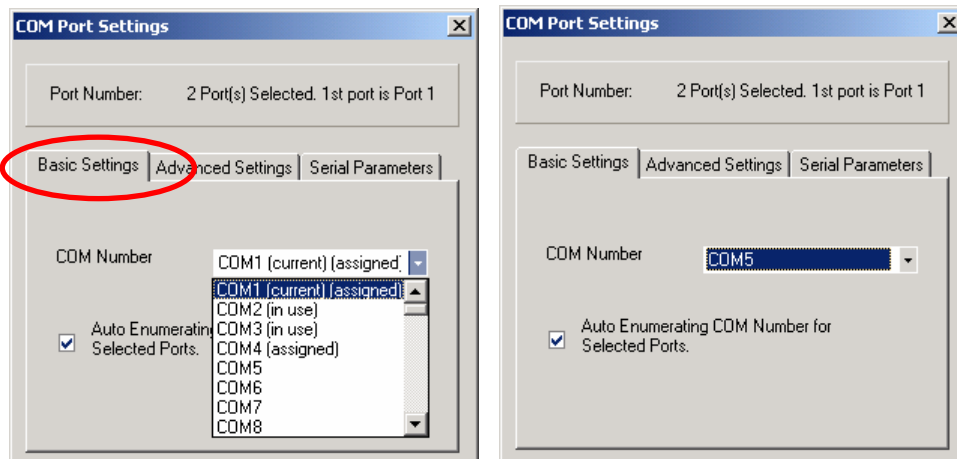 COM Port Settings
Port Number: 2 Port(s) Selected. 1st port is Port 1
Basic Settings Advanced Settings Serial Parameters
COM Number COM1 (current) (assigned)
COM1 (current) (assigned)
COM2 (in use)
COM3 (in use)
COM4 (assigned)
COM5
COM6
COM7
COM8
Auto Enumerating
Selected Ports.
COM Port Settings
Port Number: 2 Port(s) Selected. 1st port is Port 1
Basic Settings Advanced Settings Serial Parameters
COM Number COM5
Auto Enumerating COM Number for
Selected Ports.